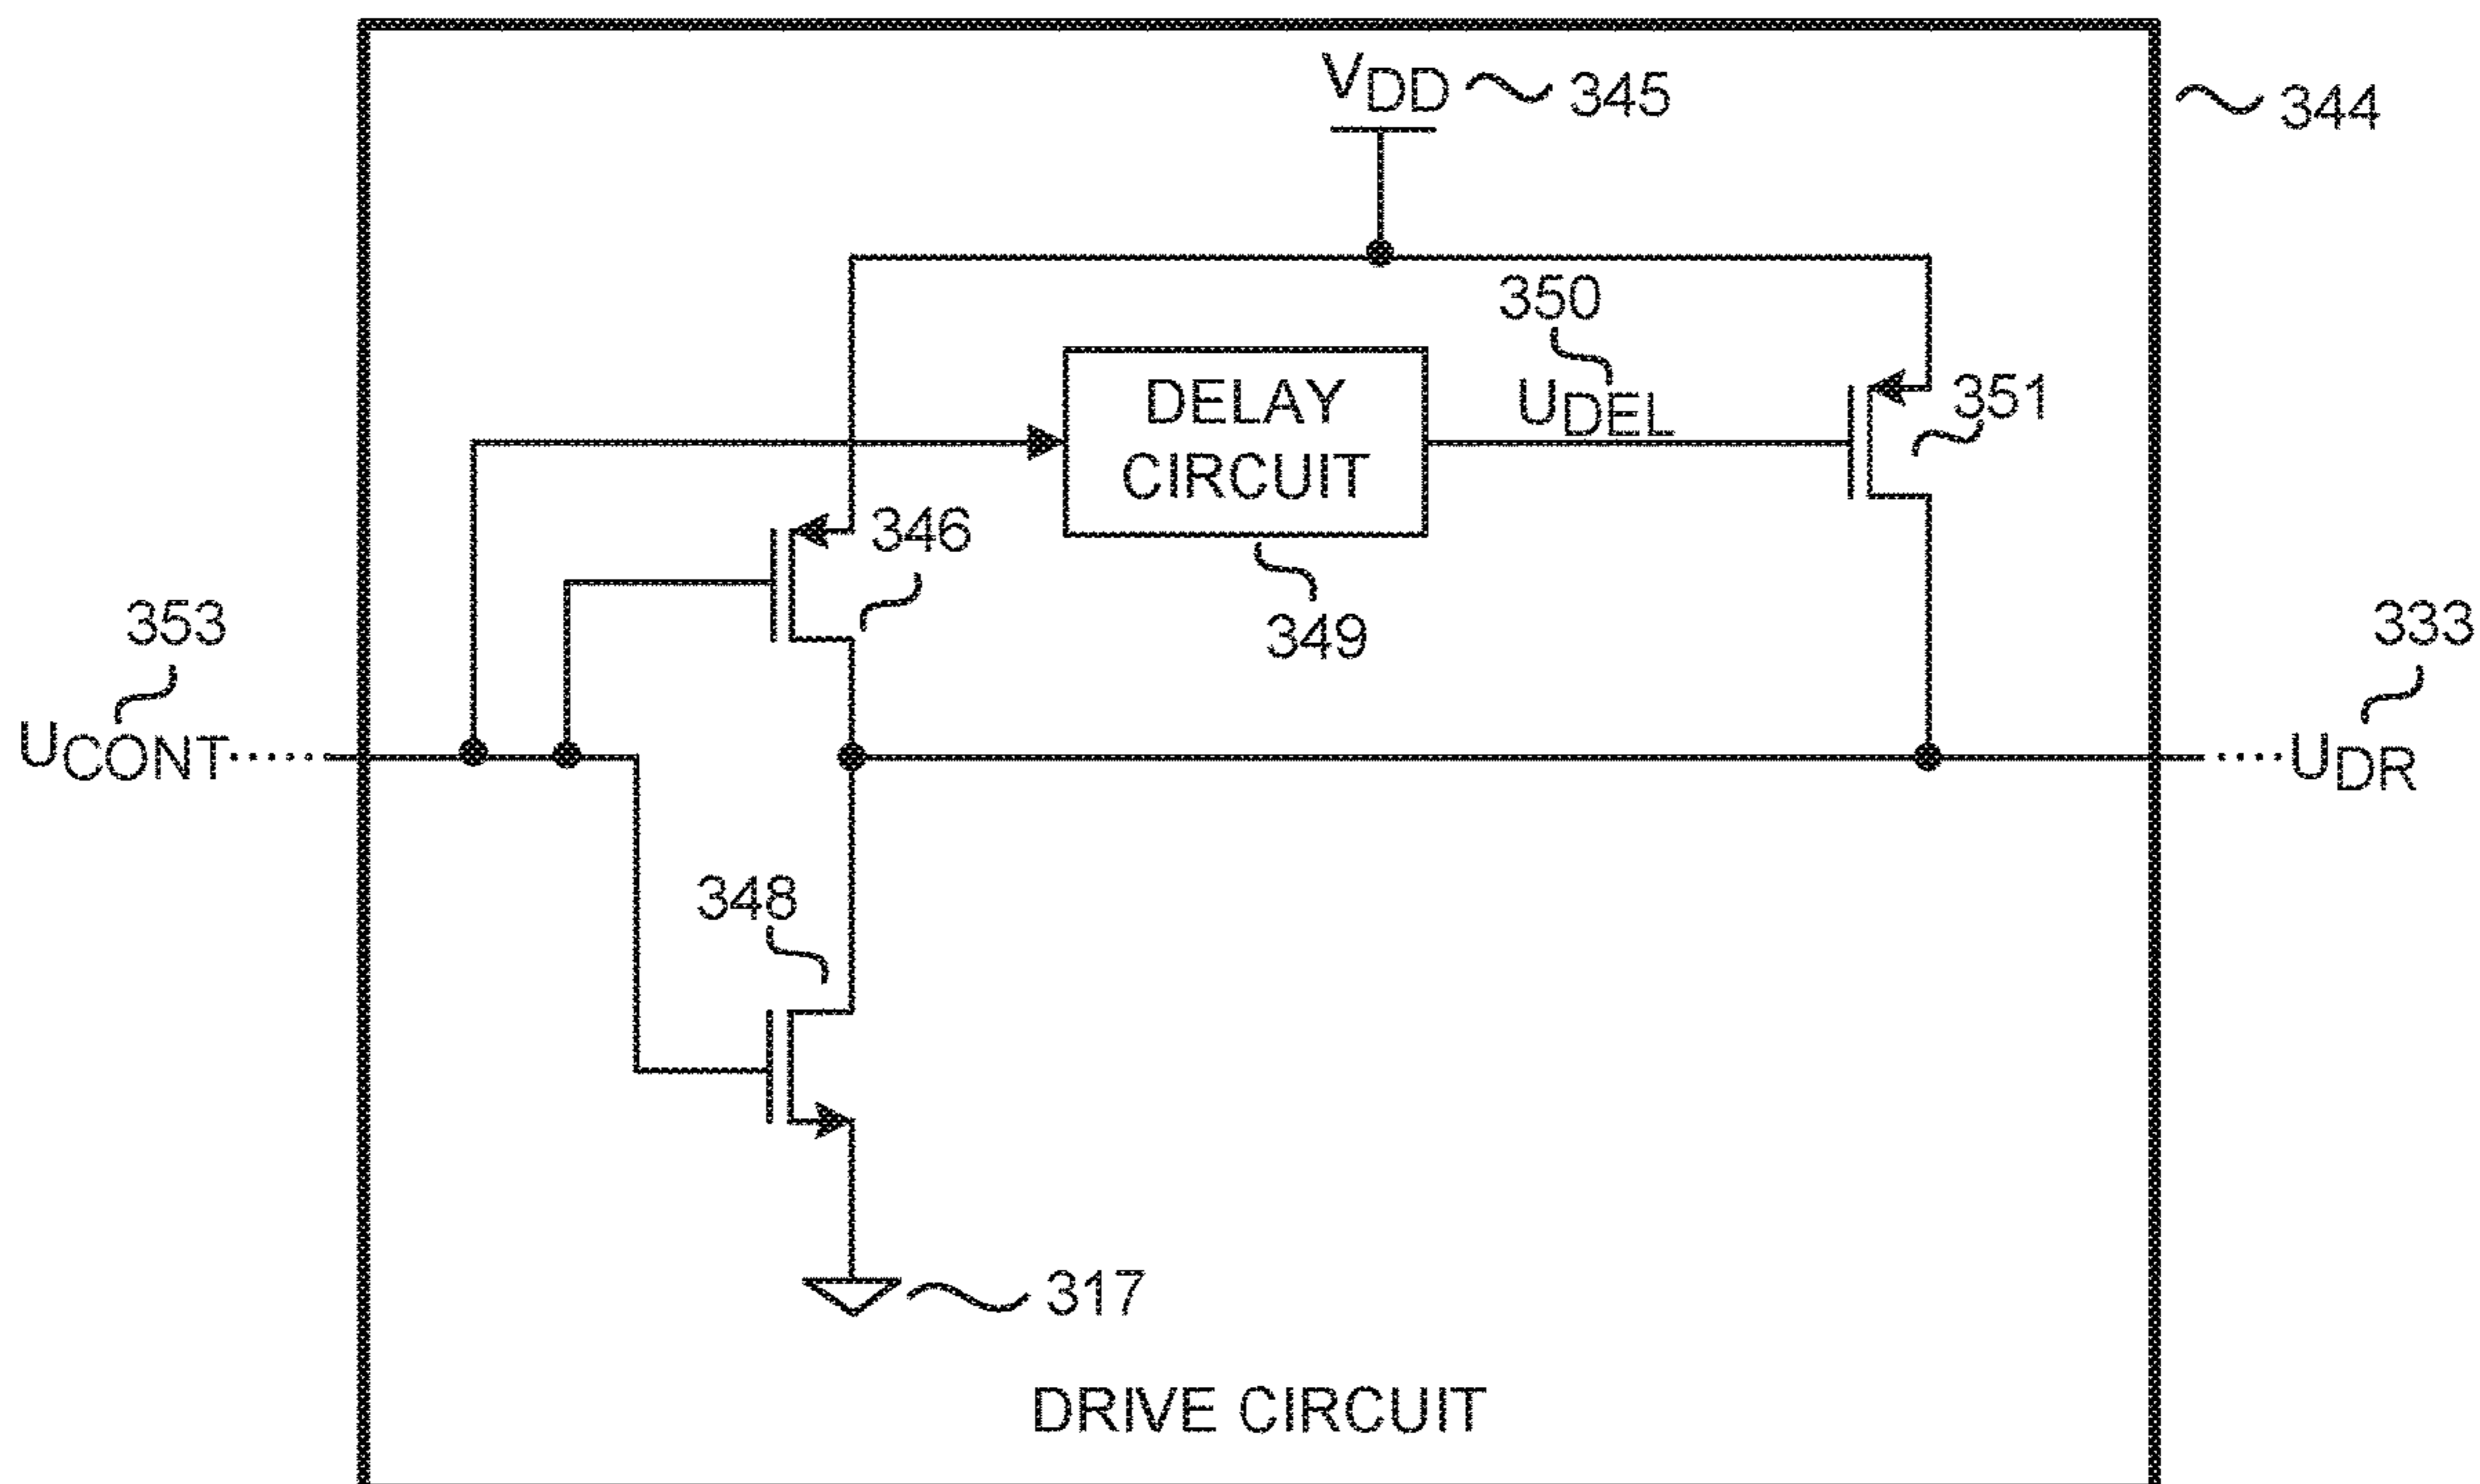 VDD 345
344
350
DELAY
CIRCUIT
UDEL
351
346
349
353
333
UCONT
UDR
348
317
DRIVE CIRCUIT